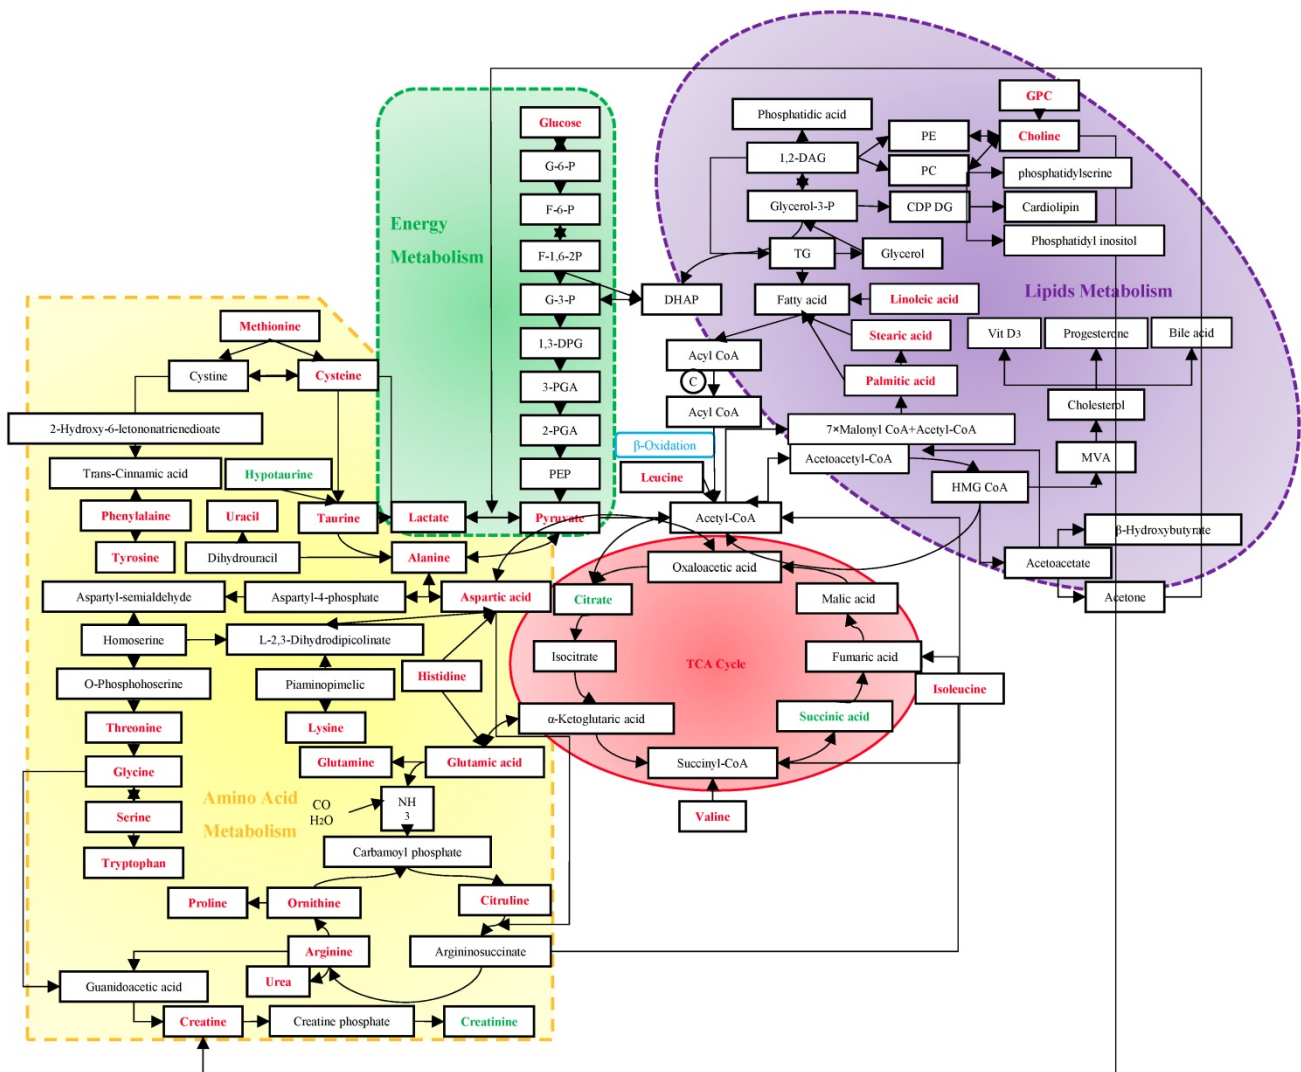 GPC
Choline
Phosphatidic acid
PE
1,2-DAG
PC
phosphatidylserine
Glycerol-3-P
CDP DG
Cardiolipin
Phosphatidyl inositol
TG
Glycerol
DHAP
Fatty acid
Linoleic acid
Lipids Metabolism
Stearic acid
Vit D3
Progesterone
Bile acid
Acyl CoA
C
Palmitic acid
Acyl CoA
Cholesterol
7×Malonyl CoA+Acetyl-CoA
β-Oxidation
Acetoacetyl-CoA
MVA
Leucine
HMG CoA
Acetyl-CoA
β-Hydroxybutyrate
Acetoacetate
Acetone
Glucose
G-6-P
F-6-P
Energy
Metabolism
F-1,6-2P
G-3-P
1,3-DPG
3-PGA
2-PGA
PEP
Lactate
Pyruvate
Methionine
Cystine
Cysteine
2-Hydroxy-6-letononatrienedioate
Trans-Cinnamic acid
Hypotaurine
Phenylalaine
Uracil
Taurine
Tyrosine
Dihydrouracil
Alanine
Aspartyl-semialdehyde
Aspartyl-4-phosphate
Aspartic acid
Homoserine
L-2,3-Dihydrodipicolinate
O-Phosphohoserine
Piaminopimelic
Histidine
Threonine
Lysine
Glycine
Glutamine
Glutamic acid
Amino Acid
Metabolism
Serine
CO
H2O
NH
3
Tryptophan
Carbamoyl phosphate
Proline
Ornithine
Citruline
Arginine
Argininosuccinate
Urea
Guanidoacetic acid
Creatine
Creatine phosphate
Creatinine
Oxaloacetic acid
Citrate
Malic acid
Isocitrate
TCA Cycle
Fumaric acid
Isoleucine
α-Ketoglutaric acid
Succinic acid
Succinyl-CoA
Valine